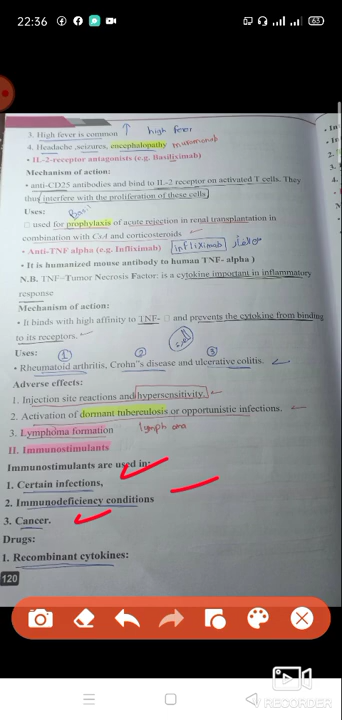 22:36
63
3. High fever is common ↑ high fever
4. Headache, seizures, encephalopathy muromonab
• IL-2-receptor antagonists (e.g. Basiliximab)
Mechanism of action:
• anti-CD25 antibodies and bind to IL-2 receptor on activated T cells. They
thus interfere with the proliferation of these cells
Uses:
used for prophylaxis of acute rejection in renal transplantation in
combination with CsA and corticosteroids
• Anti-TNF alpha (e.g. Infliximab) infliximab
• It is humanized mouse antibody to human TNF- alpha )
N.B. TNF=Tumor Necrosis Factor: is a cytokine important in inflammatory
response
Mechanism of action:
• It binds with high affinity to TNF- and prevents the cytoking from binding
to its receptors.
Uses: 1 2 3
• Rheumatoid arthritis, Crohn"s disease and ulcerative colitis.
Adverse effects:
1. Injection site reactions and hypersensitivity.
2. Activation of dormant tuberculosis or opportunistic infections.
3. Lymphoma formation lymphoma
II. Immunostimulants
Immunostimulants are used in:
1. Certain infections,
2. Immunodeficiency conditions
3. Cancer.
Drugs:
1. Recombinant cytokines:
120
RECORDER